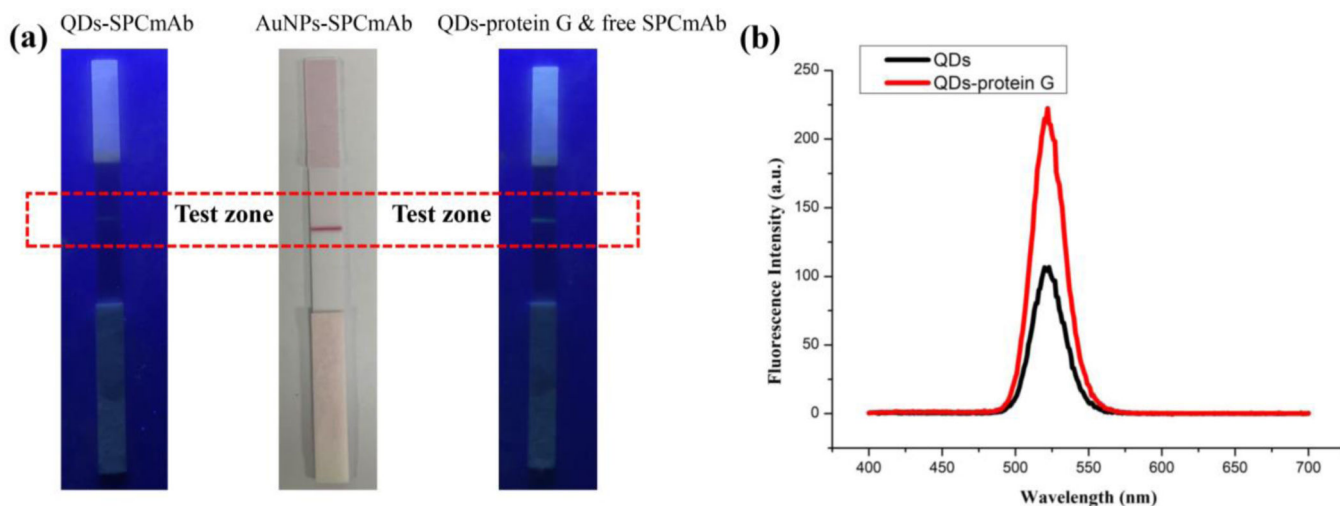 (a)
QDs-SPCmAb
AuNPs-SPCmAb
QDs-protein G & free SPCmAb
Test zone
Test zone
(b)
QDs
QDs-protein G
Fluorescence Intensity (a.u.)
250
200
150
100
50
0
400
450
500
550
600
650
700
Wavelength (nm)